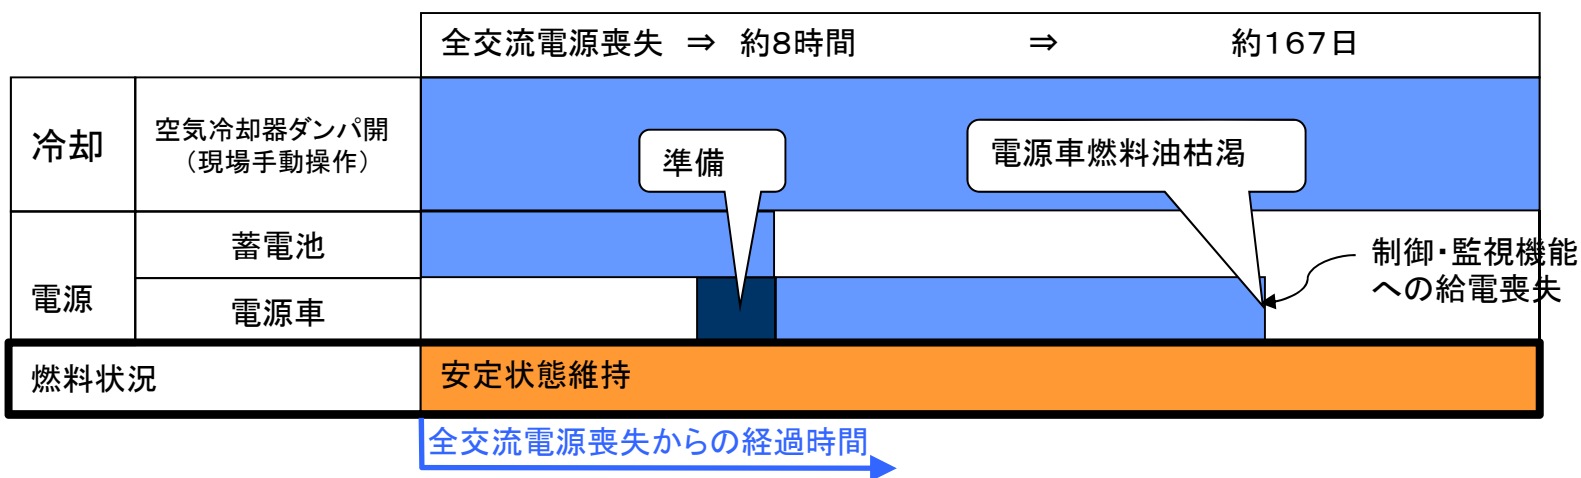 全交流電源喪失 ⇒ 約8時間 ⇒ 約167日
冷却
空気冷却器ダンパ開
（現場手動操作）
準備
電源車燃料油枯渇
電源
蓄電池
電源車
制御・監視機能
への給電喪失
燃料状況
安定状態維持
全交流電源喪失からの経過時間